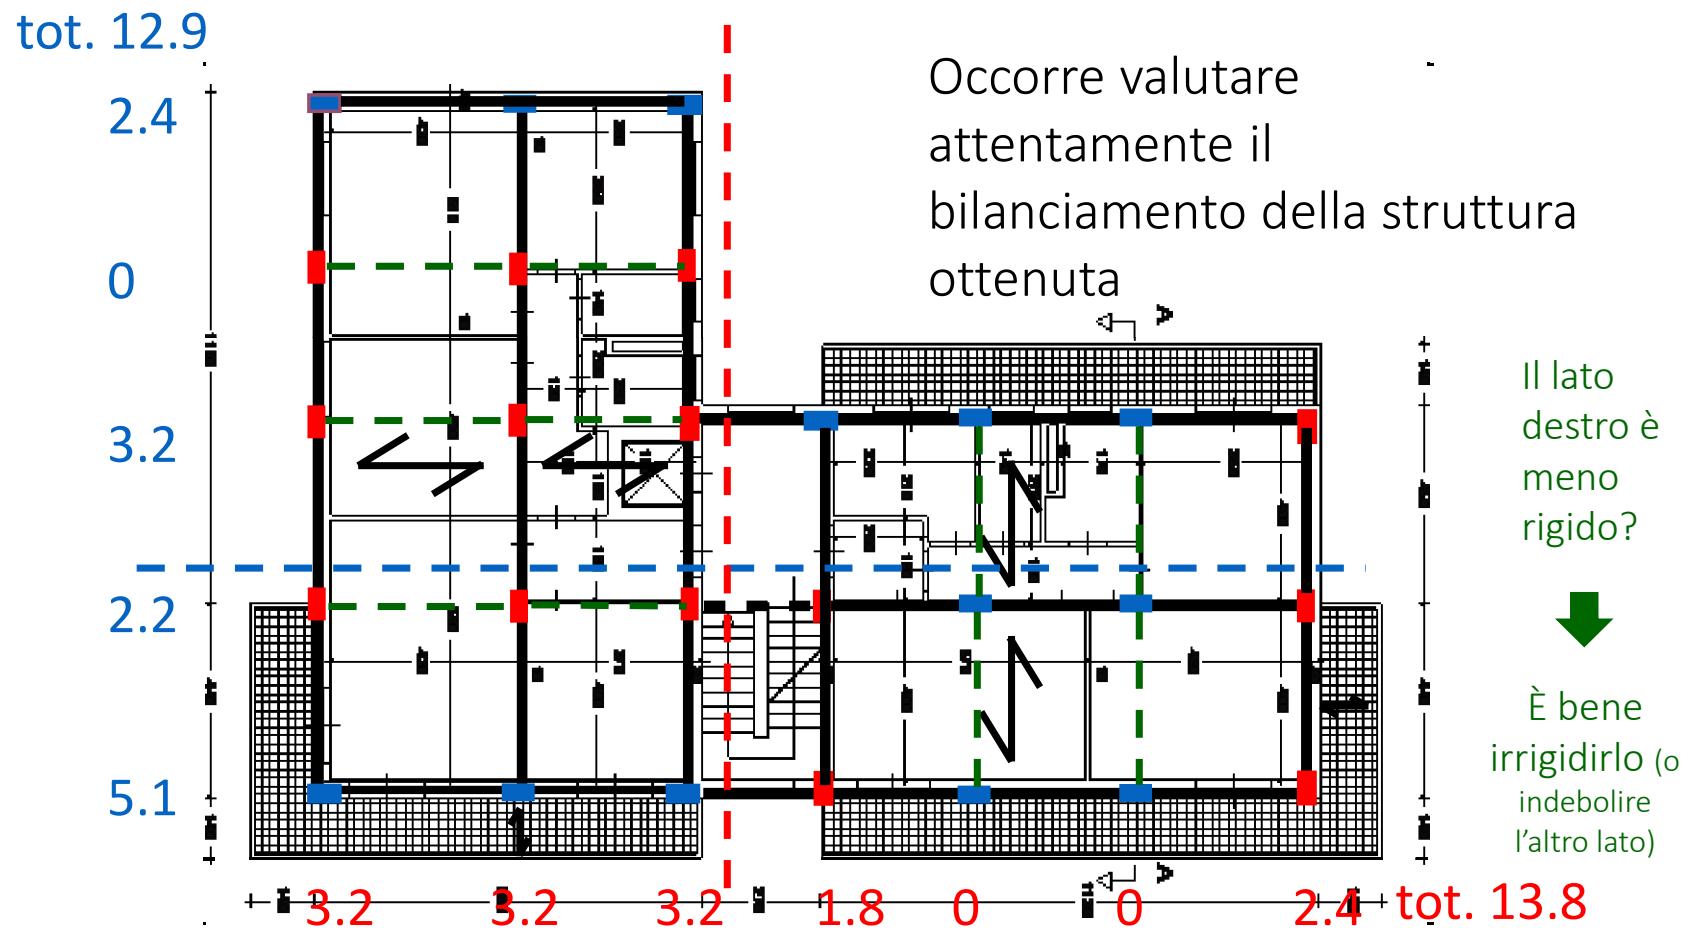 tot. 12.9
Occorre valutare
attentamente il
bilanciamento della struttura
ottenuta
2.4
0
3.2
2.2
5.1
A
Il lato
destro è
meno
rigido?
È bene
irrigidirlo (o
indebolire
l'altro lato)
A
3.2 3.2 3.2 1.8 0 0 2.4 tot. 13.8